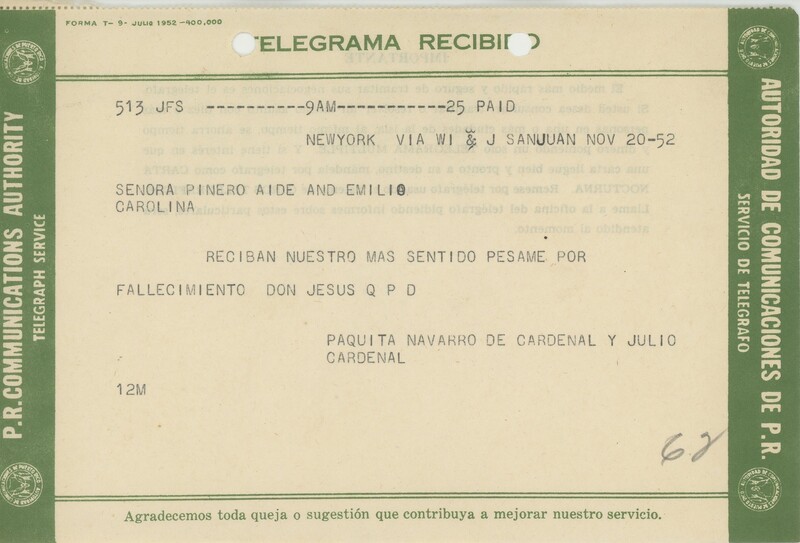 FORMA T- 9- Julio 1952 -400,000
TELEGRAMA RECIBIDO
513 JFS -----------9AM------------25 PAID
NEWYORK VIA WI & J SANJUAN NOV 20-52
SENORA PINERO AIDE AND EMILIO
CAROLINA
RECIBAN NUESTRO MAS SENTIDO PESAME POR
FALLECIMIENTO DON JESUS Q P D
PAQUITA NAVARRO DE CARDENAL Y JULIO
CARDENAL
12M
62
Agradecemos toda queja o sugestión que contribuya a mejorar nuestro servicio.
P.R. COMMUNICATIONS AUTHORITY
TELEGRAPH SERVICE
AUTORIDAD DE COMUNICACIONES DE P.R.
SERVICIO DE TELEGRAFO